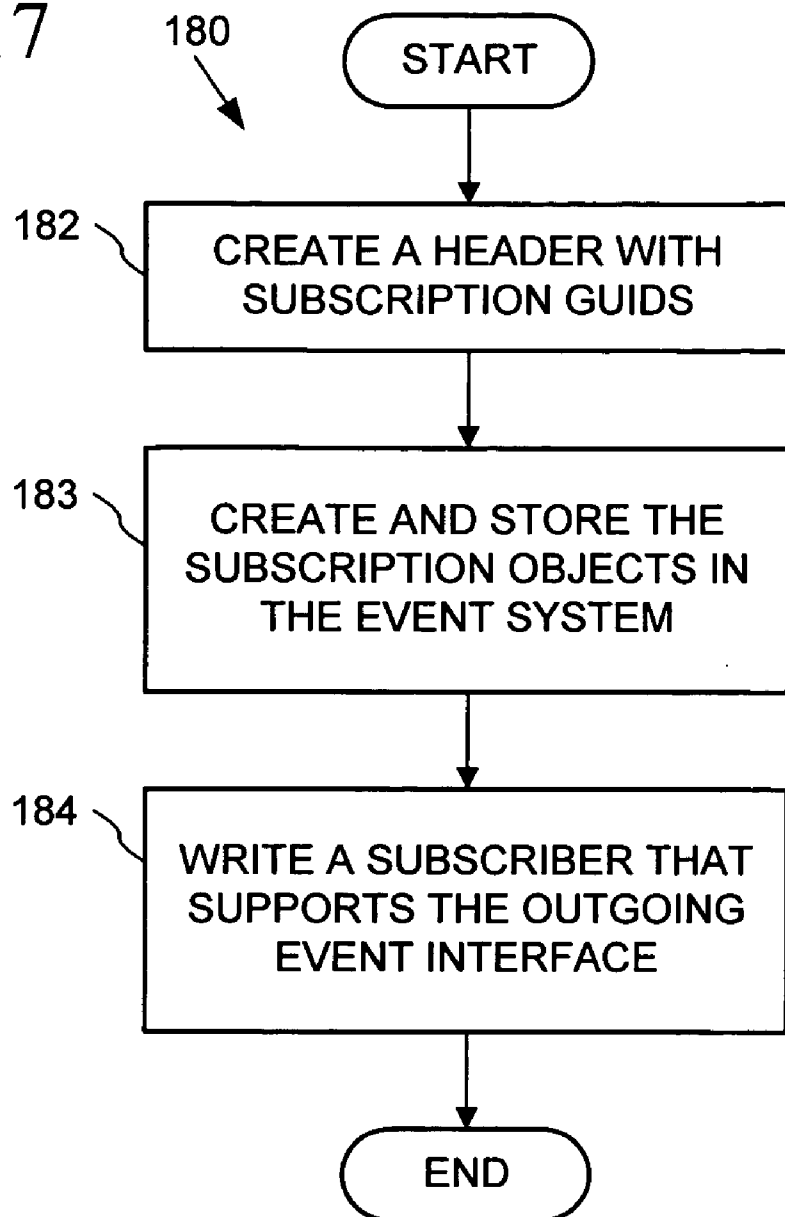 7
180
START
182
CREATE A HEADER WITH
SUBSCRIPTION GUIDS
183
CREATE AND STORE THE
SUBSCRIPTION OBJECTS IN
THE EVENT SYSTEM
184
WRITE A SUBSCRIBER THAT
SUPPORTS THE OUTGOING
EVENT INTERFACE
END